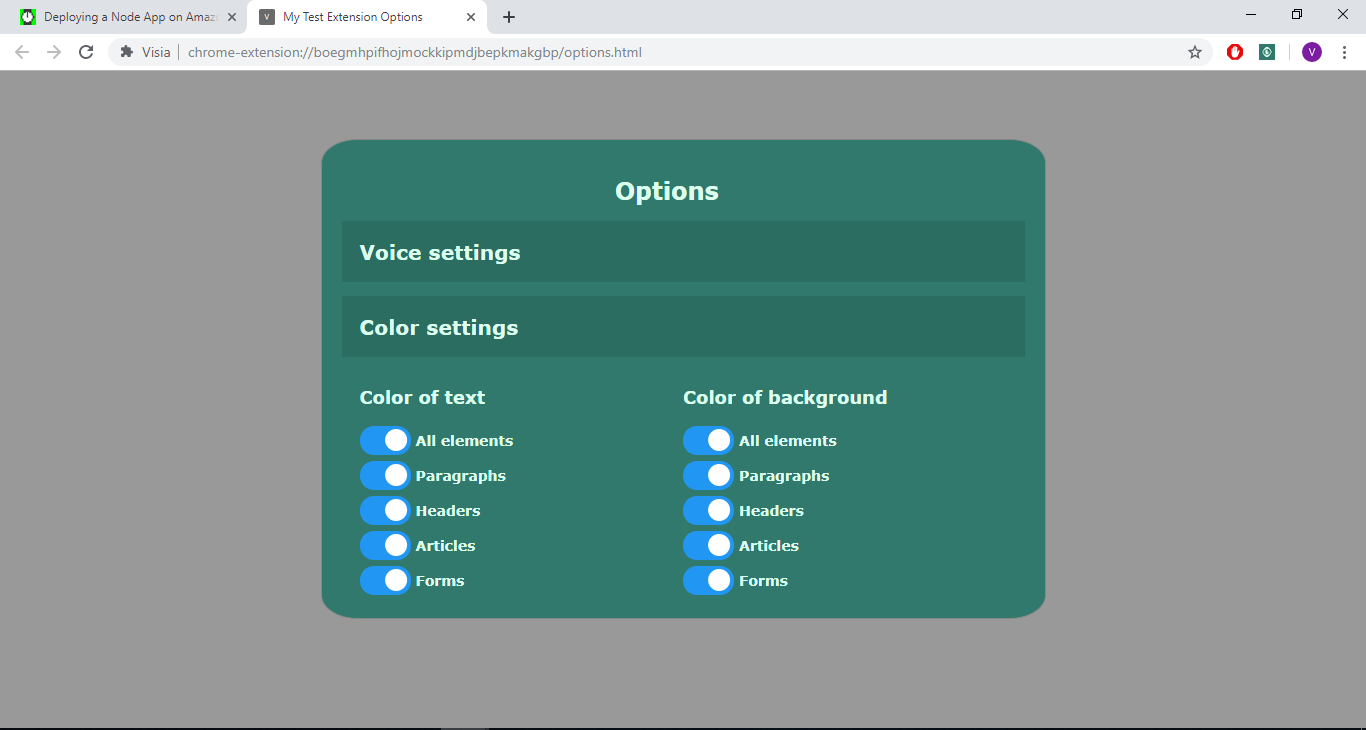 Deploying a Node App on Amaz
V My Test Extension Options
Visia chrome-extension://boegmhpifhojmockkipmdjbepkmakgbp/options.html V
Options
Voice settings
Color settings
Color of text Color of background
All elements All elements
Paragraphs Paragraphs
Headers Headers
Articles Articles
Forms Forms